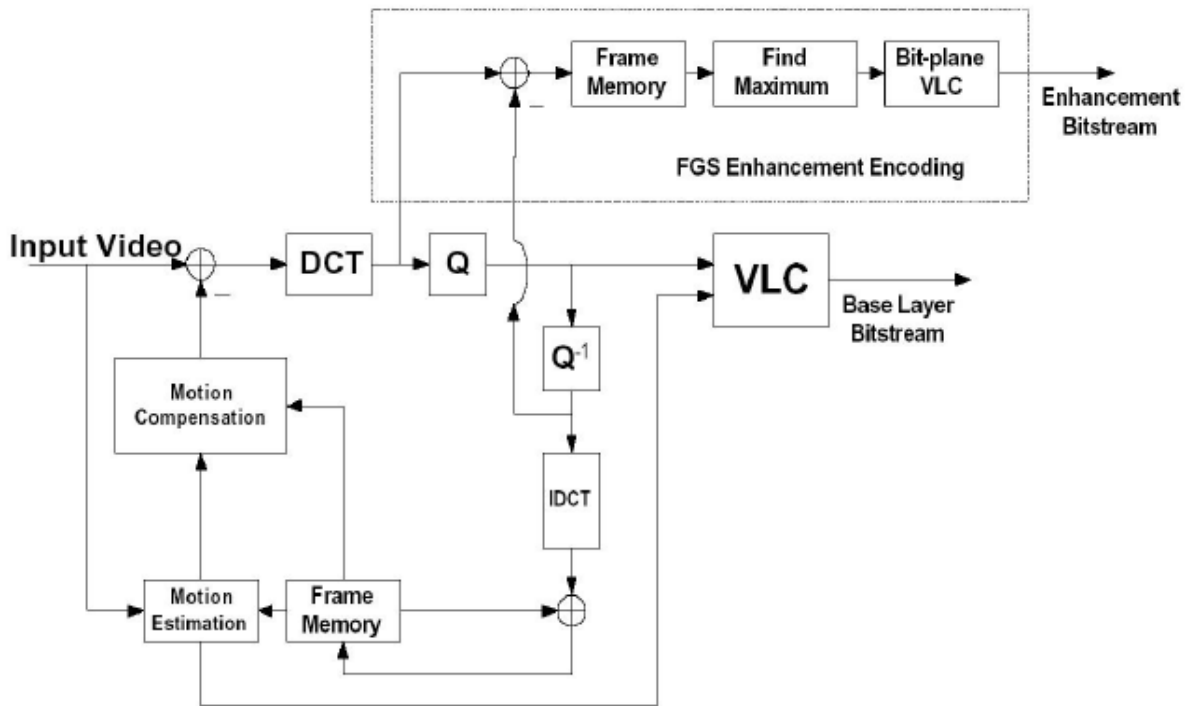 Frame
Memory
Find
Maximum
Bit-plane
VLC
Enhancement
Bitstream
FGS Enhancement Encoding
Input Video
DCT
Q
VLC
Base Layer
Bitstream
Q-1
Motion
Compensation
IDCT
Motion
Estimation
Frame
Memory